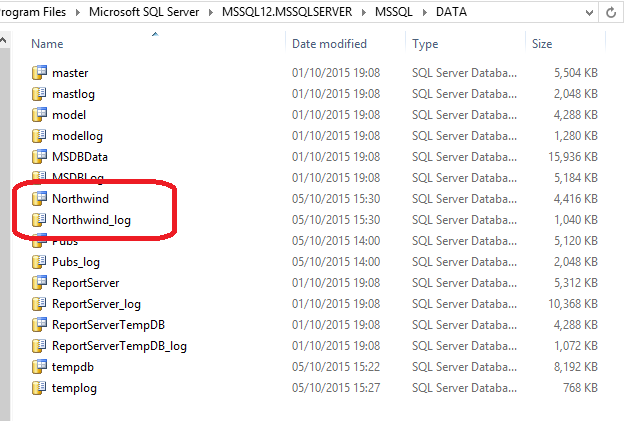 rogram Files > Microsoft SQL Server > MSSQL12.MSSQLSERVER > MSSQL > DATA
Name Date modified Type Size
master 01/10/2015 19:08 SQL Server Databa... 5,504 KB
mastlog 01/10/2015 19:08 SQL Server Databa... 2,048 KB
model 01/10/2015 19:08 SQL Server Databa... 4,288 KB
modellog 01/10/2015 19:08 SQL Server Databa... 1,280 KB
MSDBData 01/10/2015 19:08 SQL Server Databa... 15,936 KB
MSDBLog 01/10/2015 19:08 SQL Server Databa... 5,184 KB
Northwind 05/10/2015 15:30 SQL Server Databa... 4,416 KB
Northwind_log 05/10/2015 15:30 SQL Server Databa... 1,040 KB
Pubs 05/10/2015 14:00 SQL Server Databa... 5,120 KB
Pubs_log 05/10/2015 14:00 SQL Server Databa... 2,048 KB
ReportServer 01/10/2015 19:08 SQL Server Databa... 5,312 KB
ReportServer_log 01/10/2015 19:08 SQL Server Databa... 10,368 KB
ReportServerTempDB 01/10/2015 19:08 SQL Server Databa... 4,288 KB
ReportServerTempDB_log 01/10/2015 19:08 SQL Server Databa... 1,072 KB
tempdb 05/10/2015 15:22 SQL Server Databa... 8,192 KB
templog 05/10/2015 15:27 SQL Server Databa... 768 KB